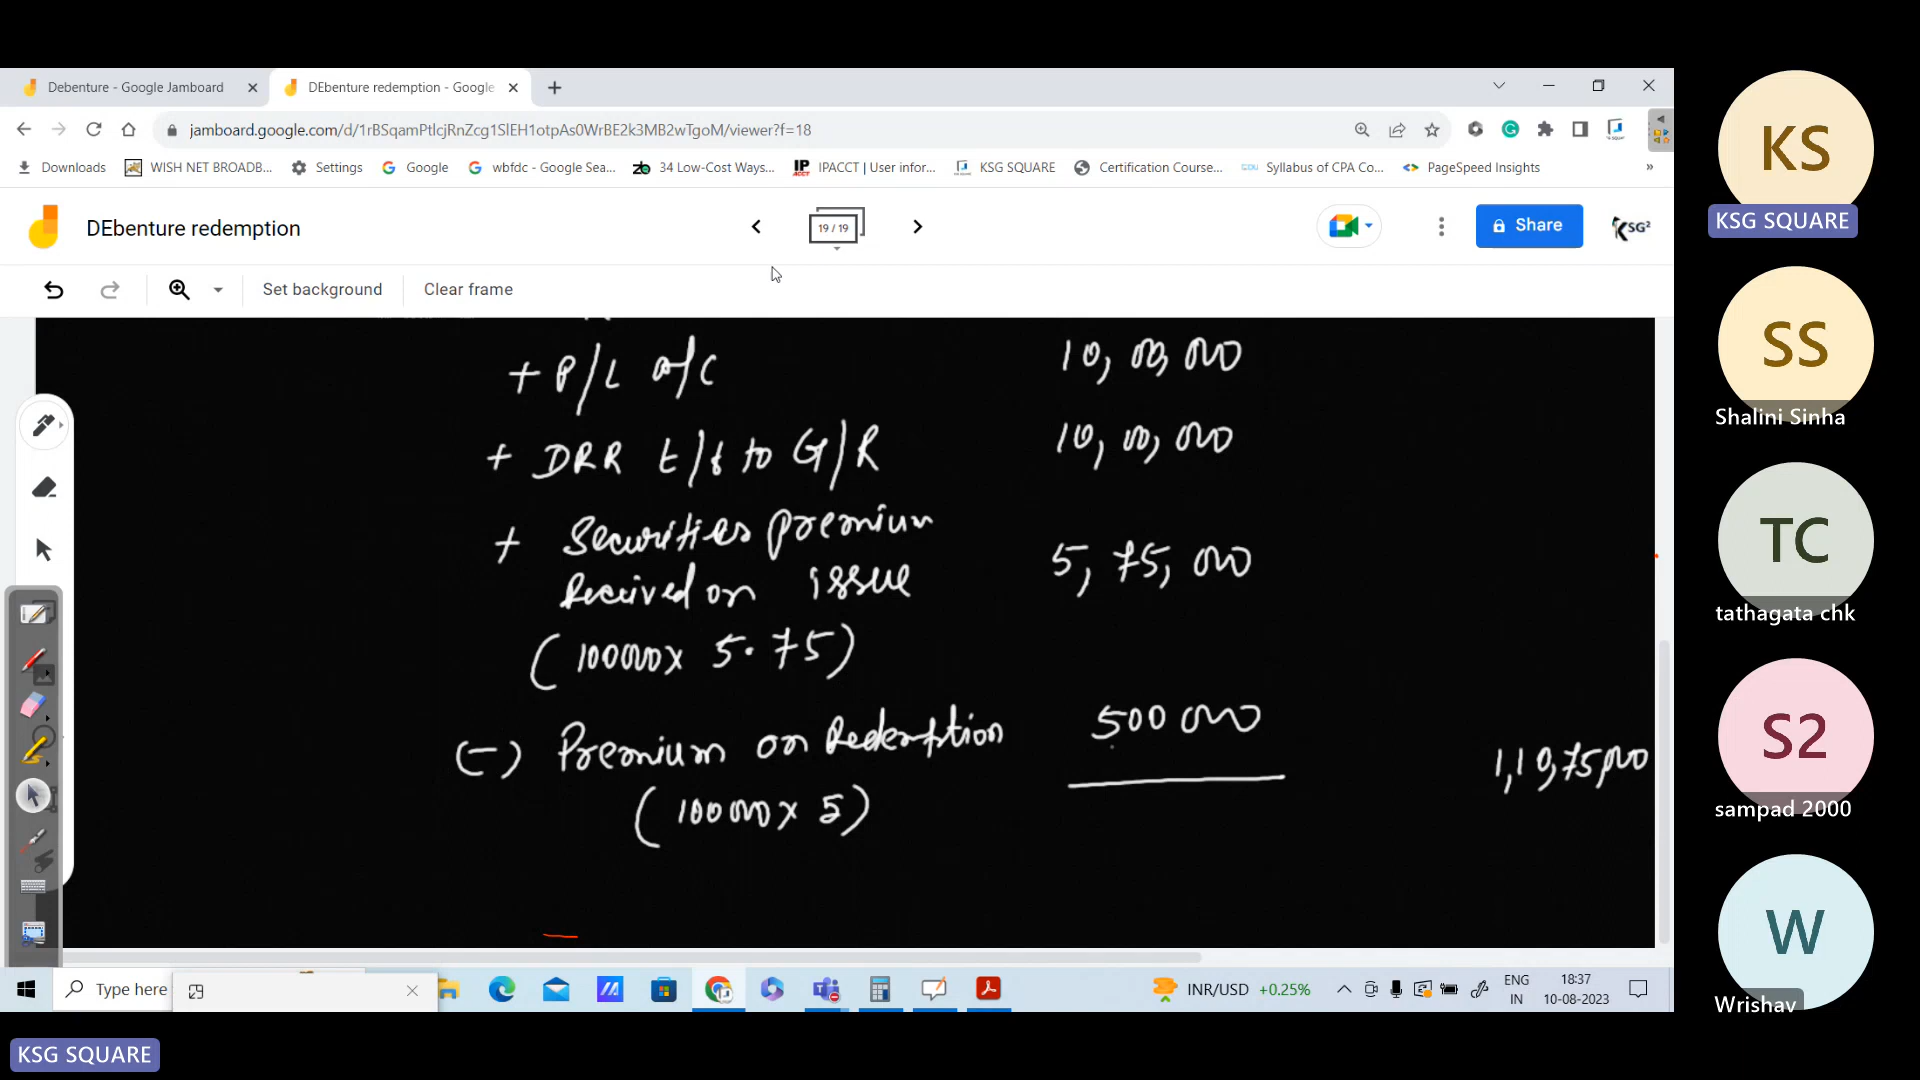 Debenture - Google Jamboard
DEbenture redemption - Google
jamboard.google.com/d/1rBSqamPtlcjRnZcg1SlEH1otpAs0WrBE2k3MB2wTgoM/viewer?f=18
Downloads WISH NET BROADB... Settings Google wbfdc - Google Sea... 34 Low-Cost Ways... IPACCT | User infor... KSG SQUARE Certification Course... Syllabus of CPA Co... PageSpeed Insights »
DEbenture redemption
19 / 19
Share
KSG²
Set background
Clear frame
+ P/L a/c 10,00,000
+ DRR t/f to G/R 10,00,000
+ Securities premium
Received on issue 5,75,000
(100000 x 5.75)
(-) Premium on Redemption 500000
(100000 x 5)
1,10,75,000
Type here
INR/USD +0.25%
ENG
IN
18:37
10-08-2023
KS
KSG SQUARE
SS
Shalini Sinha
TC
tathagata chk
S2
sampad 2000
W
Wrishav
KSG SQUARE